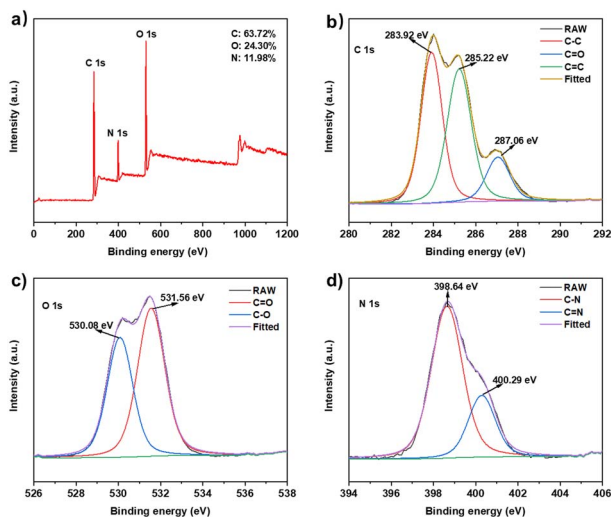 a)
C: 63.72%
O: 24.30%
N: 11.98%
C 1s
N 1s
O 1s
Intensity (a.u.)
0 200 400 600 800 1000 1200
Binding energy (eV)
b)
C 1s
283.92 eV
285.22 eV
287.06 eV
RAW
C-C
C=O
C=C
Fitted
Intensity (a.u.)
280 282 284 286 288 290 292
Binding energy (eV)
c)
O 1s
530.08 eV
531.56 eV
RAW
C=O
C-O
Fitted
Intensity (a.u.)
526 528 530 532 534 536 538
Binding energy (eV)
d)
N 1s
398.64 eV
400.29 eV
RAW
C-N
C=N
Fitted
Intensity (a.u.)
394 396 398 400 402 404 406
Binding energy (eV)